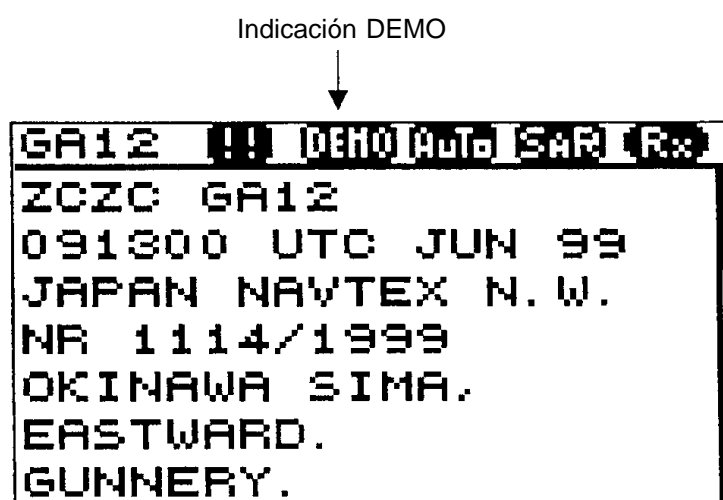 Indicación DEMO
GA12 !! DEMO Auto SAR Rx
ZCZC GA12
091300 UTC JUN 99
JAPAN NAVTEX N.W.
NR 1114/1999
OKINAWA SIMA,
EASTWARD.
GUNNERY.